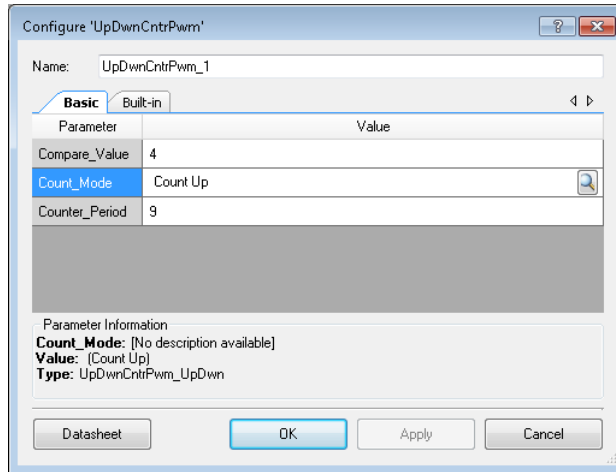 Configure 'UpDwnCntrPwm'
Name: UpDwnCntrPwm_1
Basic Built-in
Parameter Value
Compare_Value 4
Count_Mode Count Up
Counter_Period 9
Parameter Information
Count_Mode: [No description available]
Value: (Count Up)
Type: UpDwnCntrPwm_UpDwn
Datasheet OK Apply Cancel